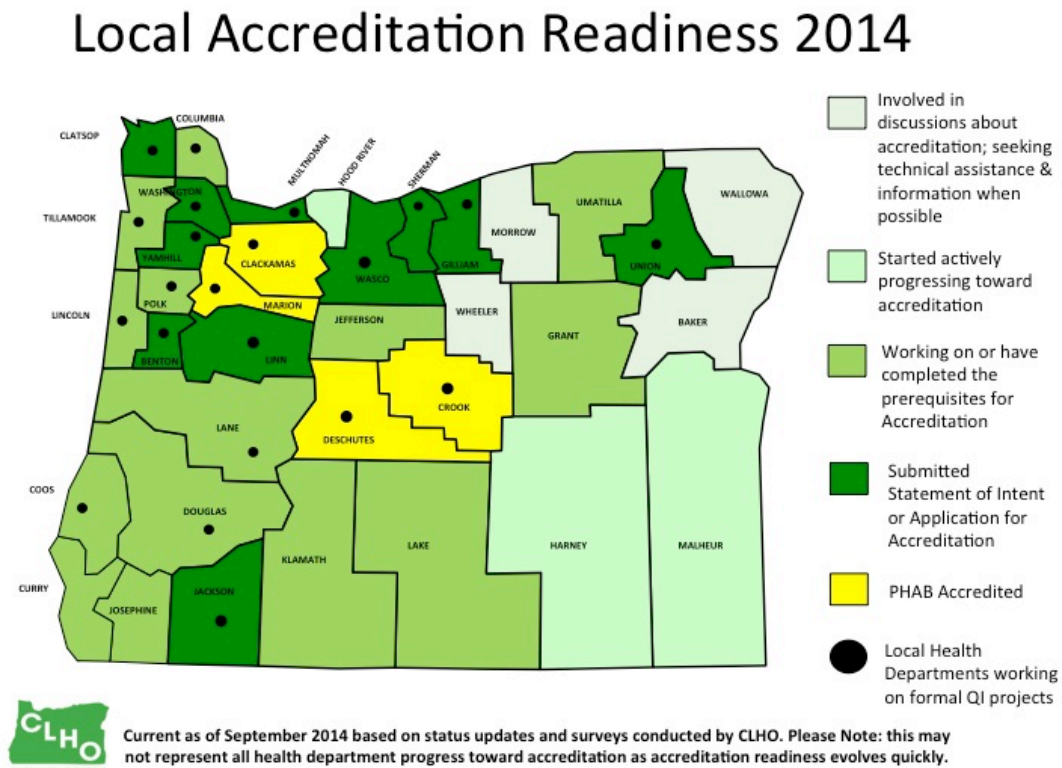 Local Accreditation Readiness 2014
COLUMBIA
CLATSOP
MULTNOMAH
HOOD RIVER
SHERMAN
WASHINGTON
TILLAMOOK
UMATILLA
WALLOWA
MORROW
YAMHILL
CLACKAMAS
GILLIAM
UNION
WASCO
POLK
MARION
LINCOLN
JEFFERSON
WHEELER
BAKER
GRANT
BENTON
LINN
CROOK
LANE
DESCHUTES
COOS
DOUGLAS
KLAMATH
LAKE
HARNEY
MALHEUR
CURRY
JACKSON
JOSEPHINE
Involved in
discussions about
accreditation; seeking
technical assistance &
information when
possible
Started actively
progressing toward
accreditation
Working on or have
completed the
prerequisites for
Accreditation
Submitted
Statement of Intent
or Application for
Accreditation
PHAB Accredited
Local Health
Departments working
on formal QI projects
CLHO
Current as of September 2014 based on status updates and surveys conducted by CLHO. Please Note: this may
not represent all health department progress toward accreditation as accreditation readiness evolves quickly.